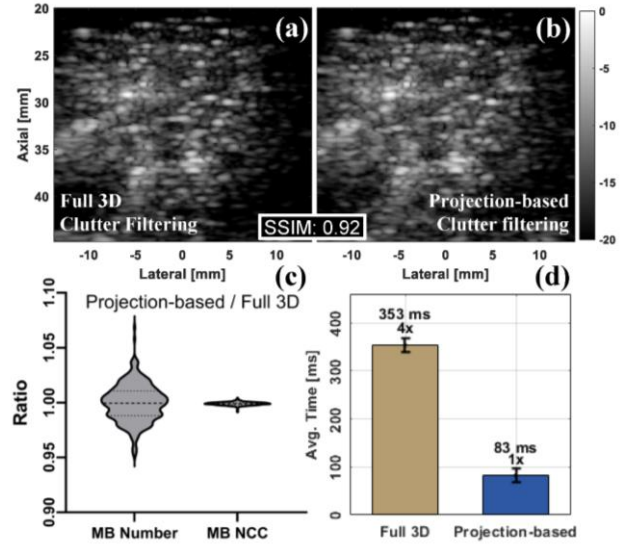 20
25
30
35
40
Axial [mm]
(a)
Full 3D
Clutter Filtering
-10 -5 0 5 10
Lateral [mm]
(b)
Projection-based
Clutter filtering
-10 -5 0 5 10
Lateral [mm]
SSIM: 0.92
0
-5
-10
-15
-20
(c)
Projection-based / Full 3D
1.10
1.05
1.00
0.95
0.90
Ratio
MB Number MB NCC
(d)
400
300
200
100
0
Avg. Time [ms]
353 ms
4x
83 ms
1x
Full 3D Projection-based